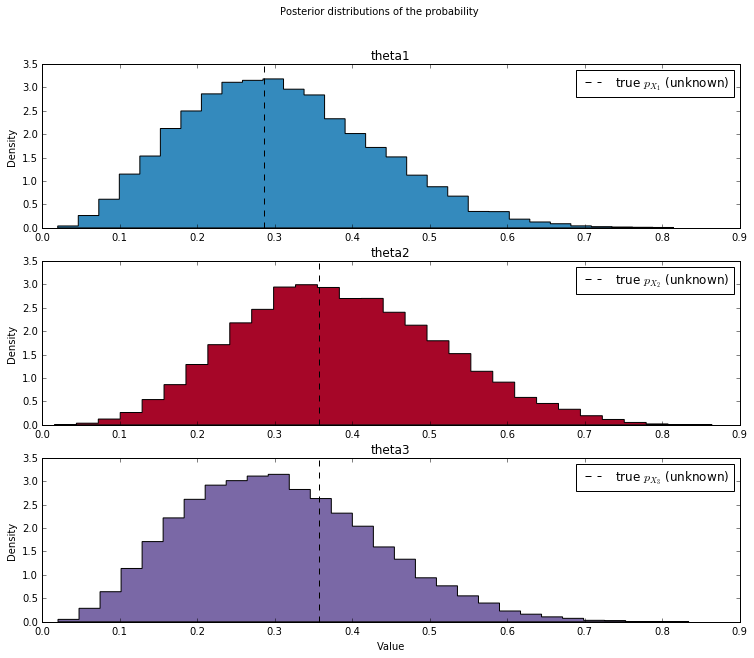 Posterior distributions of the probability
theta1
3.5
3.0
2.5
2.0
1.5
1.0
0.5
0.0
Density
true p_{X_1} (unknown)
0.0 0.1 0.2 0.3 0.4 0.5 0.6 0.7 0.8 0.9
theta2
3.5
3.0
2.5
2.0
1.5
1.0
0.5
0.0
Density
true p_{X_2} (unknown)
0.0 0.1 0.2 0.3 0.4 0.5 0.6 0.7 0.8 0.9
theta3
3.5
3.0
2.5
2.0
1.5
1.0
0.5
0.0
Density
true p_{X_3} (unknown)
0.0 0.1 0.2 0.3 0.4 0.5 0.6 0.7 0.8 0.9
Value